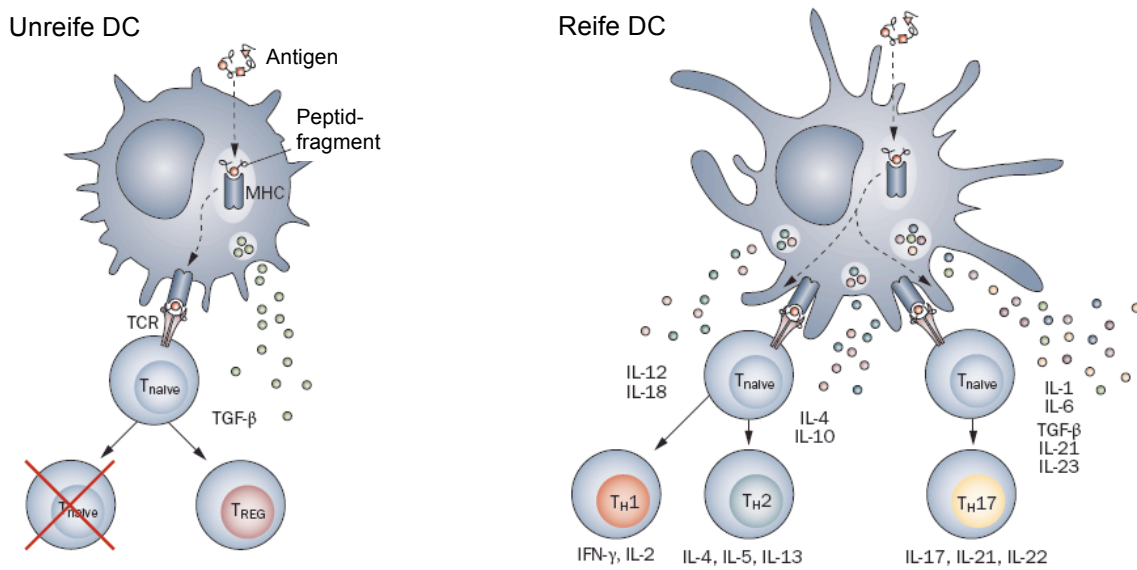 Unreife DC
Antigen
Peptid-
fragment
MHC
TCR
Tnaive
TGF-β
Tnaive
TREG
Reife DC
IL-12
IL-18
Tnaive
IL-4
IL-10
Tnaive
IL-1
IL-6
TGF-β
IL-21
IL-23
TH1
TH2
TH17
IFN-γ, IL-2
IL-4, IL-5, IL-13
IL-17, IL-21, IL-22